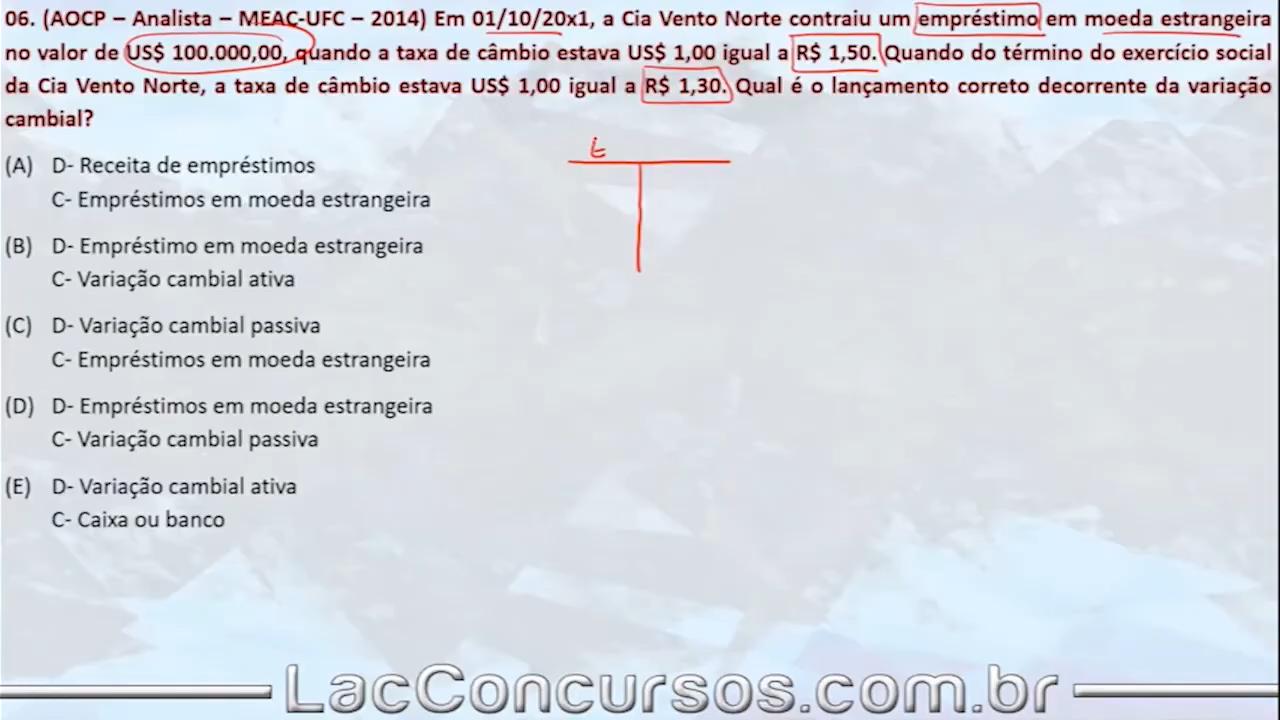 06. (AOCP – Analista – MEAC-UFC – 2014) Em 01/10/20x1, a Cia Vento Norte contraiu um empréstimo em moeda estrangeira
no valor de US$ 100.000,00, quando a taxa de câmbio estava US$ 1,00 igual a R$ 1,50. Quando do término do exercício social
da Cia Vento Norte, a taxa de câmbio estava US$ 1,00 igual a R$ 1,30. Qual é o lançamento correto decorrente da variação
cambial?
(A) D- Receita de empréstimos
C- Empréstimos em moeda estrangeira
(B) D- Empréstimo em moeda estrangeira
C- Variação cambial ativa
(C) D- Variação cambial passiva
C- Empréstimos em moeda estrangeira
(D) D- Empréstimos em moeda estrangeira
C- Variação cambial passiva
(E) D- Variação cambial ativa
C- Caixa ou banco
LacConcursos.com.br